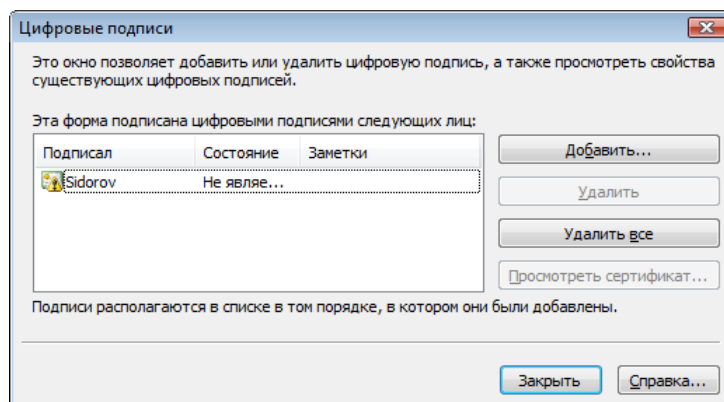 Цифровые подписи
Это окно позволяет добавить или удалить цифровую подпись, а также просмотреть свойства
существующих цифровых подписей.
Эта форма подписана цифровыми подписями следующих лиц:
Подписал Состояние Заметки
Sidorov Не являе...
Добавить...
Удалить
Удалить все
Просмотреть сертификат...
Подписи располагаются в списке в том порядке, в котором они были добавлены.
Закрыть Справка...